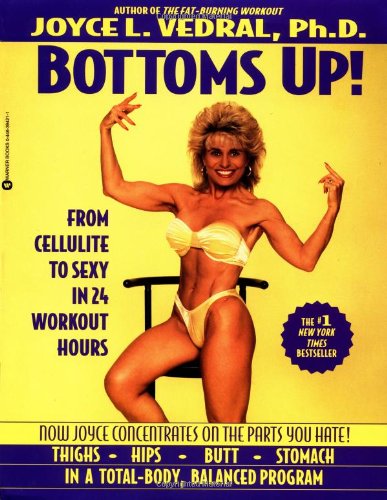 AUTHOR OF THE FAT-BURNING WORKOUT
JOYCE L. VEDRAL, Ph.D.
BOTTOMS UP!
FROM
CELLULITE
TO SEXY
IN 24
WORKOUT
HOURS
THE #1
NEW YORK
TIMES
BESTSELLER
NOW JOYCE CONCENTRATES ON THE PARTS YOU HATE!
THIGHS • HIPS • BUTT • STOMACH
IN A TOTAL-BODY, BALANCED PROGRAM